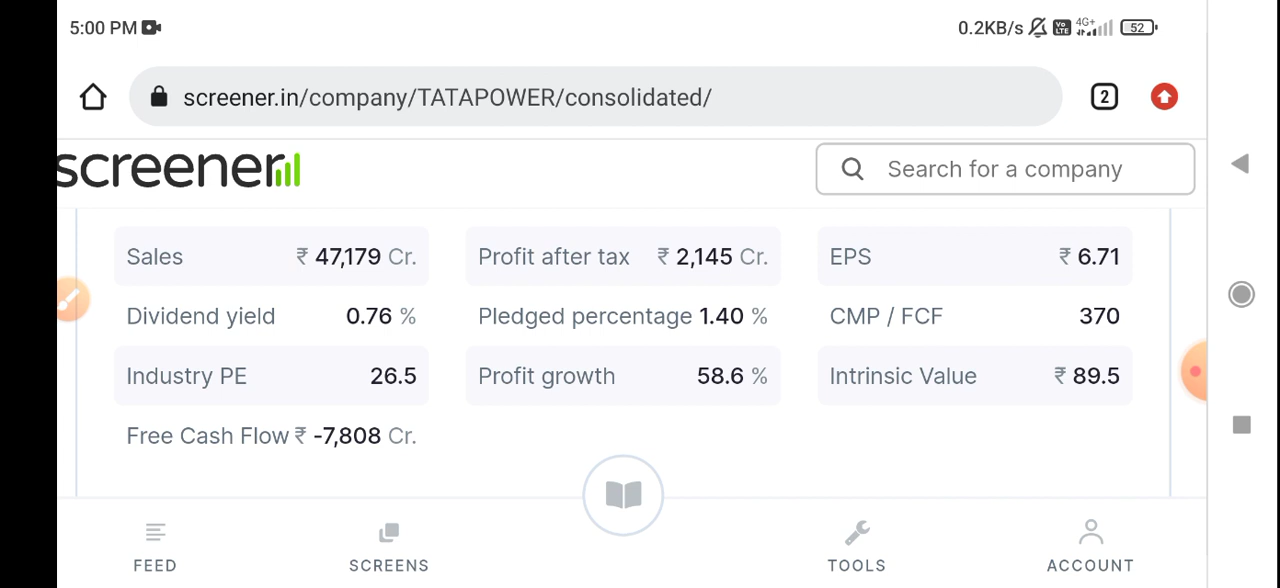 5:00 PM 0.2KB/s Vo LTE 4G+ 52
screener.in/company/TATAPOWER/consolidated/ 2
screener Search for a company
Sales ₹ 47,179 Cr. Profit after tax ₹ 2,145 Cr. EPS ₹ 6.71
Dividend yield 0.76 % Pledged percentage 1.40 % CMP / FCF 370
Industry PE 26.5 Profit growth 58.6 % Intrinsic Value ₹ 89.5
Free Cash Flow ₹ -7,808 Cr.
FEED SCREENS TOOLS ACCOUNT